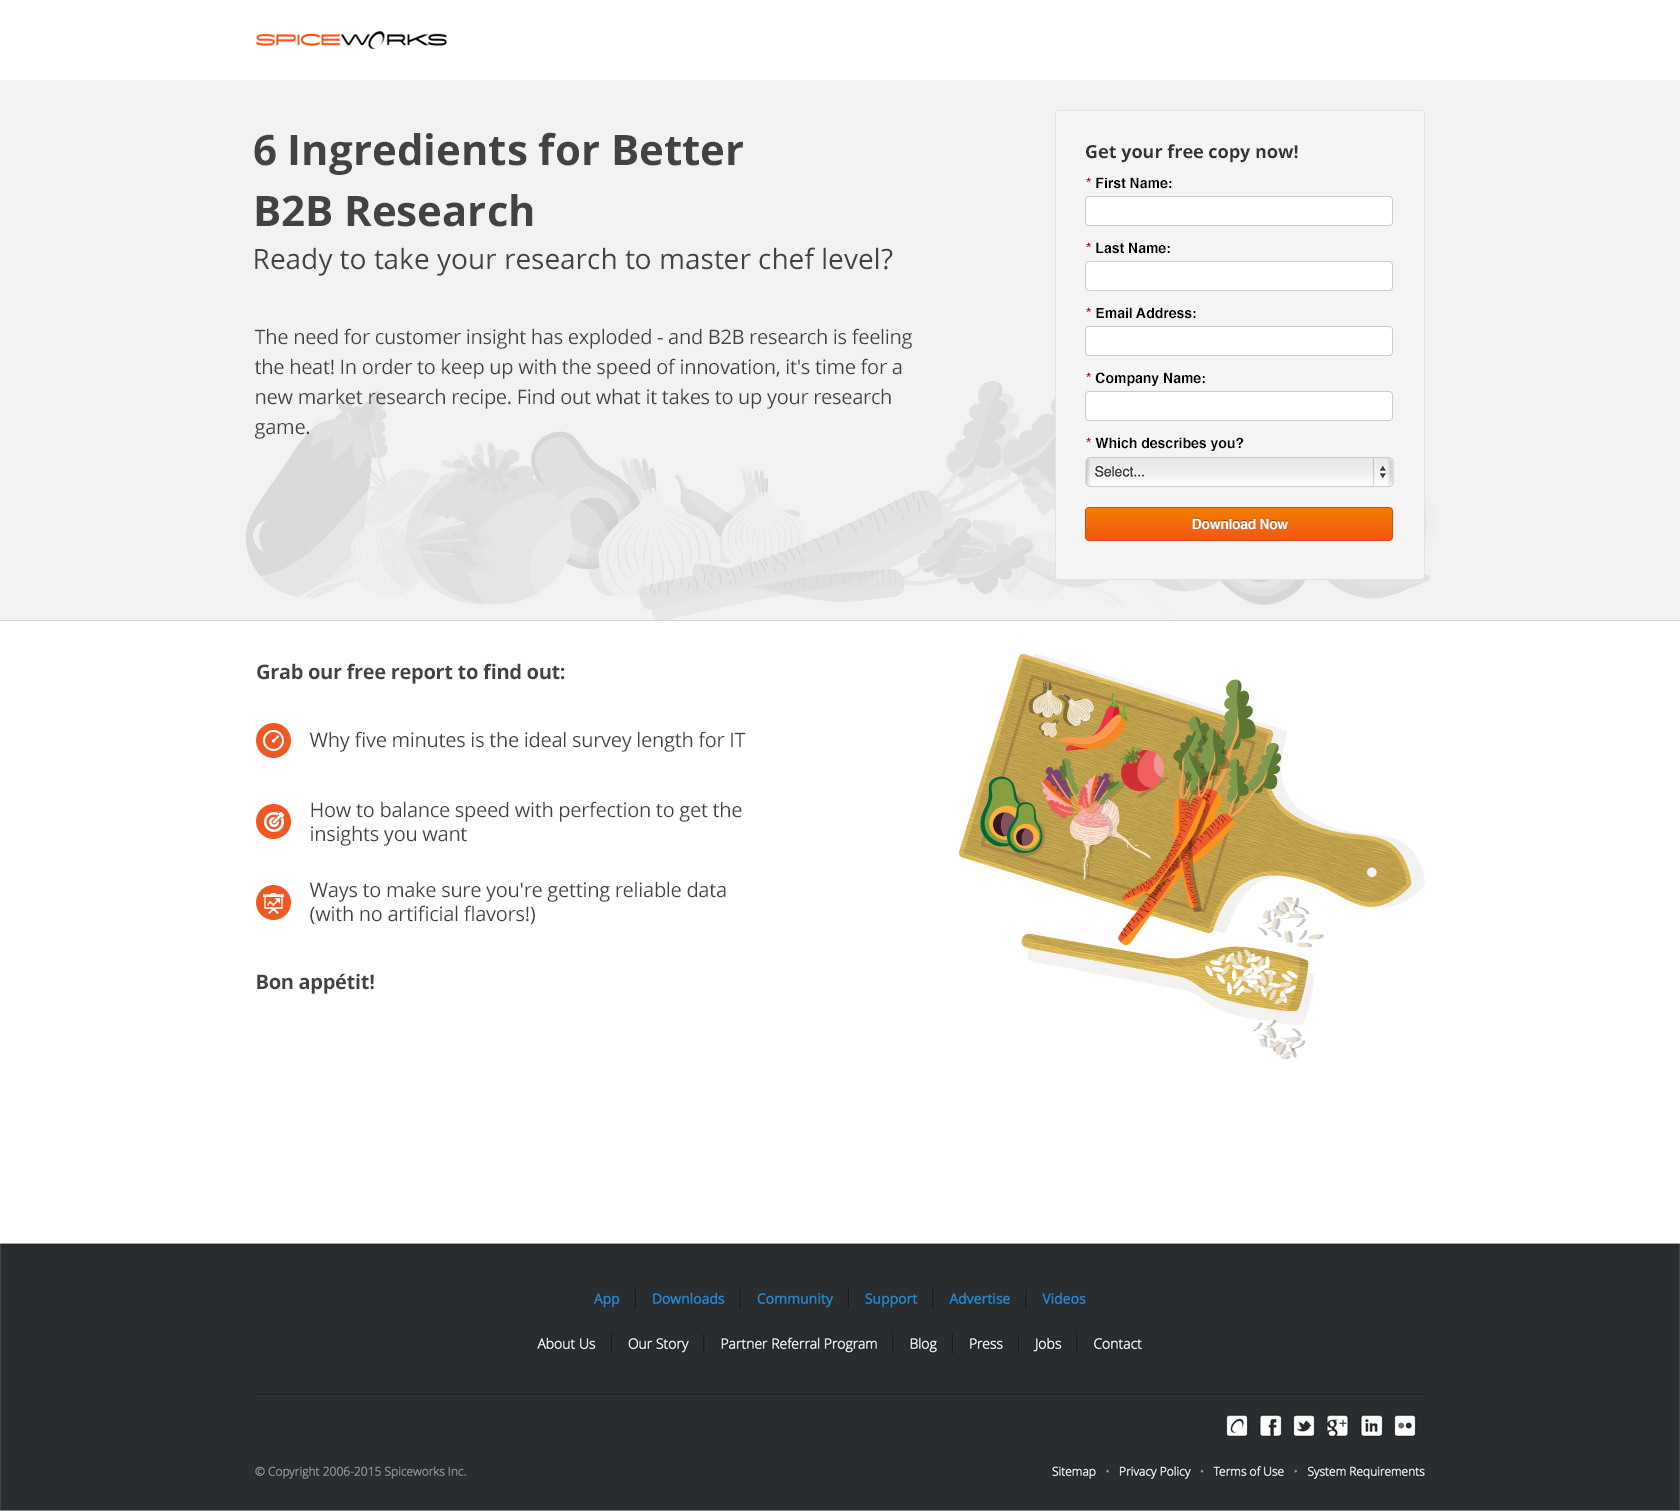 SPICEWORKS
6 Ingredients for Better
B2B Research
Ready to take your research to master chef level?
The need for customer insight has exploded - and B2B research is feeling
the heat! In order to keep up with the speed of innovation, it's time for a
new market research recipe. Find out what it takes to up your research
game.
Get your free copy now!
* First Name:
* Last Name:
* Email Address:
* Company Name:
* Which describes you?
Select...
Download Now
Grab our free report to find out:
Why five minutes is the ideal survey length for IT
How to balance speed with perfection to get the
insights you want
Ways to make sure you're getting reliable data
(with no artificial flavors!)
Bon appétit!
App Downloads Community Support Advertise Videos
About Us Our Story Partner Referral Program Blog Press Jobs Contact
© Copyright 2006-2015 Spiceworks Inc.
Sitemap • Privacy Policy • Terms of Use • System Requirements